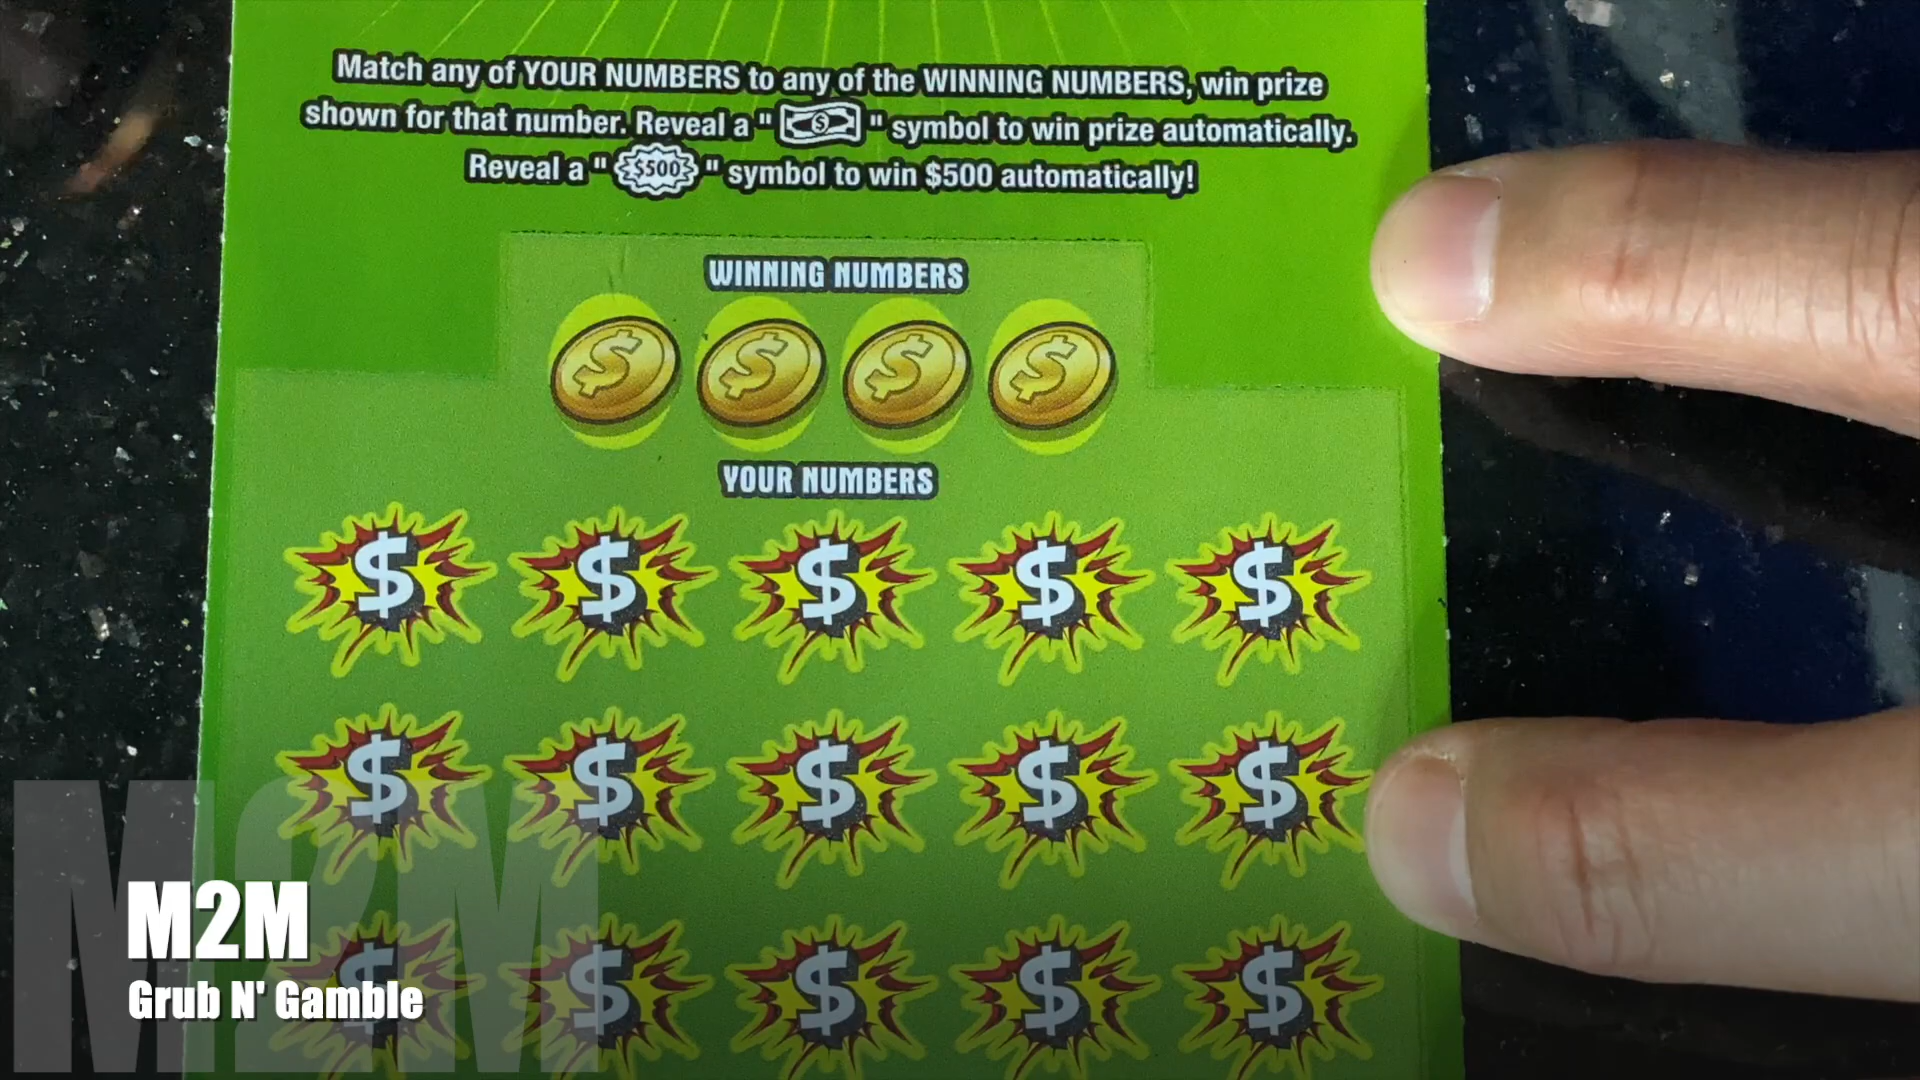 Match any of YOUR NUMBERS to any of the WINNING NUMBERS, win prize
shown for that number. Reveal a " $ " symbol to win prize automatically.
Reveal a " $500 " symbol to win $500 automatically!
WINNING NUMBERS
$ $ $ $
YOUR NUMBERS
$ $ $ $ $
$ $ $ $ $
$ $ $ $ $
M2M
M2M
Grub N' Gamble